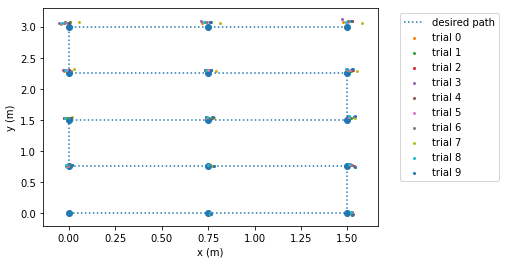 3.0
2.5
2.0
1.5
1.0
0.5
0.0
y (m)
0.00 0.25 0.50 0.75 1.00 1.25 1.50
x (m)
desired path
trial 0
trial 1
trial 2
trial 3
trial 4
trial 5
trial 6
trial 7
trial 8
trial 9